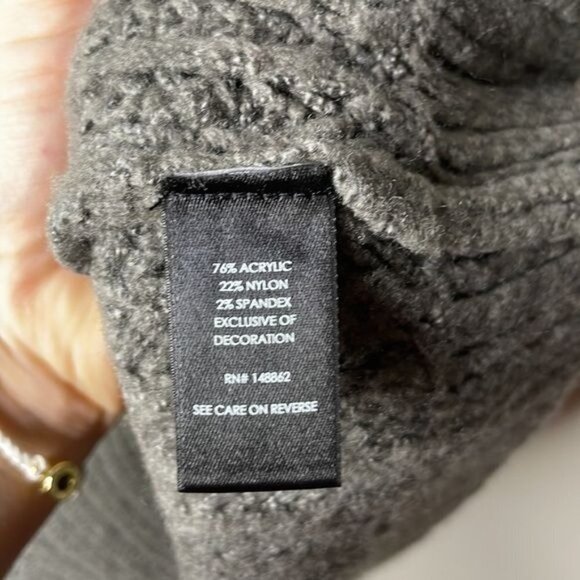 76% ACRYLIC
22% NYLON
2% SPANDEX
EXCLUSIVE OF
DECORATION
RN# 148862
SEE CARE ON REVERSE